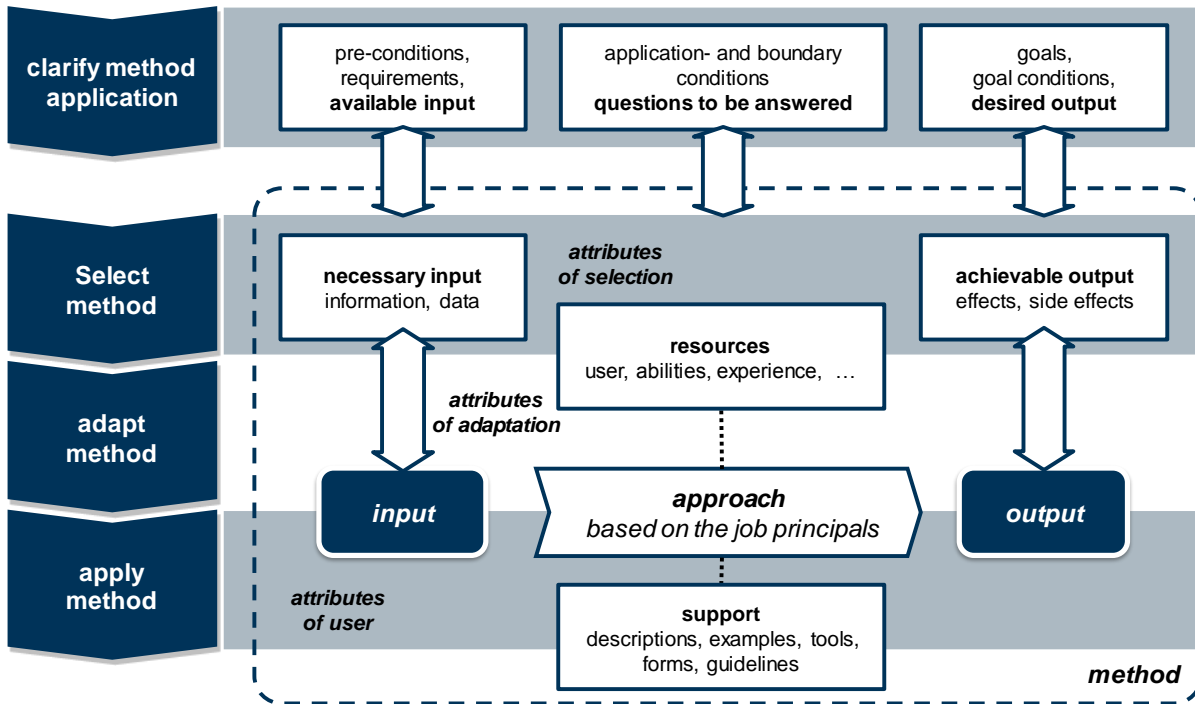 clarify method
application
pre-conditions,
requirements,
available input
application- and boundary
conditions
questions to be answered
goals,
goal conditions,
desired output
Select
method
necessary input
information, data
attributes
of selection
achievable output
effects, side effects
resources
user, abilities, experience, …
adapt
method
attributes
of adaptation
input
approach
based on the job principals
output
apply
method
attributes
of user
support
descriptions, examples, tools,
forms, guidelines
method